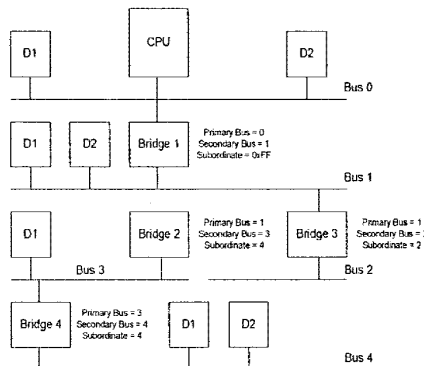 CPU
D1
D2
Bus 0
D1
D2
Bridge 1
Primary Bus = 0
Secondary Bus = 1
Subordinate = 0xFF
Bus 1
D1
Bridge 2
Primary Bus = 1
Secondary Bus = 3
Subordinate = 4
Bridge 3
Primary Bus = 1
Secondary Bus =
Subordinate = 2
Bus 3
Bus 2
Bridge 4
Primary Bus = 3
Secondary Bus = 4
Subordinate = 4
D1
D2
Bus 4